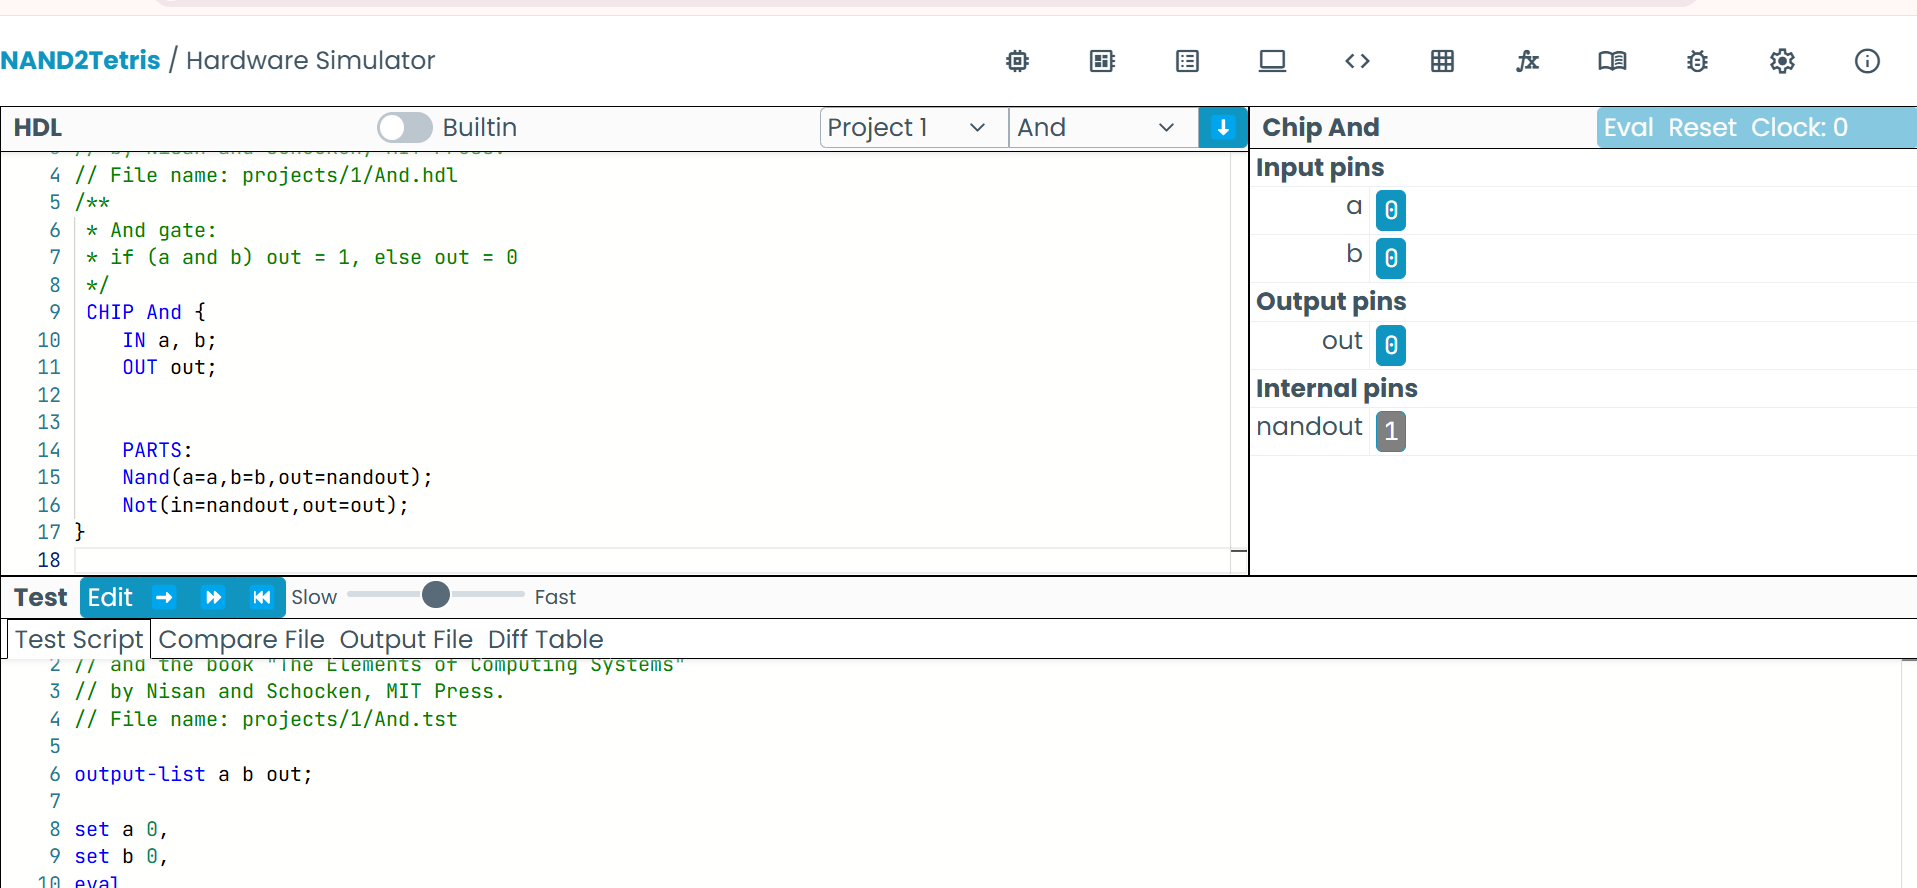 NAND2Tetris / Hardware Simulator
HDL Builtin Project 1 And
4 // File name: projects/1/And.hdl
5 /**
6 * And gate:
7 * if (a and b) out = 1, else out = 0
8 */
9 CHIP And {
10 IN a, b;
11 OUT out;
12
13
14 PARTS:
15 Nand(a=a,b=b,out=nandout);
16 Not(in=nandout,out=out);
17 }
18
Chip And Eval Reset Clock: 0
Input pins
a 0
b 0
Output pins
out 0
Internal pins
nandout 1
Test Edit Slow Fast
Test Script Compare File Output File Diff Table
2 // and the book "The Elements of Computing Systems"
3 // by Nisan and Schocken, MIT Press.
4 // File name: projects/1/And.tst
5
6 output-list a b out;
7
8 set a 0,
9 set b 0,
10 eval